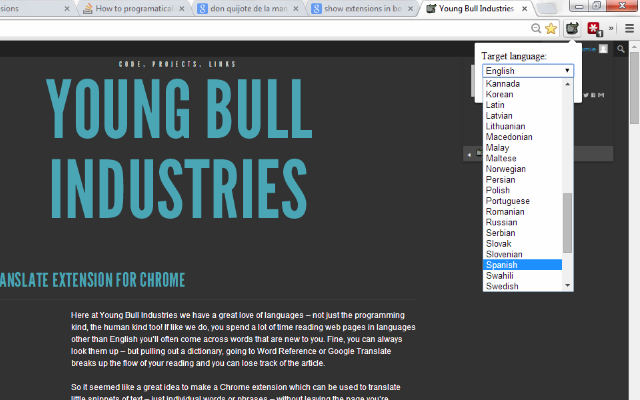 sions
How to programatical
don quijote de la man
show extensions in bo
Young Bull Industries
Target language:
English
Kannada
Korean
Latin
Latvian
Lithuanian
Macedonian
Malay
Maltese
Norwegian
Persian
Polish
Portuguese
Romanian
Russian
Serbian
Slovak
Slovenian
Spanish
Swahili
Swedish
CODE, PROJECTS, LINKS
YOUNG BULL
INDUSTRIES
ANSLATE EXTENSION FOR CHROME
Here at Young Bull Industries we have a great love of languages – not just the programming
kind, the human kind too! If like we do, you spend a lot of time reading web pages in languages
other than English you'll often come across words that are new to you. Fine, you can always
look them up – but pulling out a dictionary, going to Word Reference or Google Translate
breaks up the flow of your reading and you can lose track of the article.
So it seemed like a great idea to make a Chrome extension which can be used to translate
little snippets of text – just individual words or phrases – without leaving the page you're